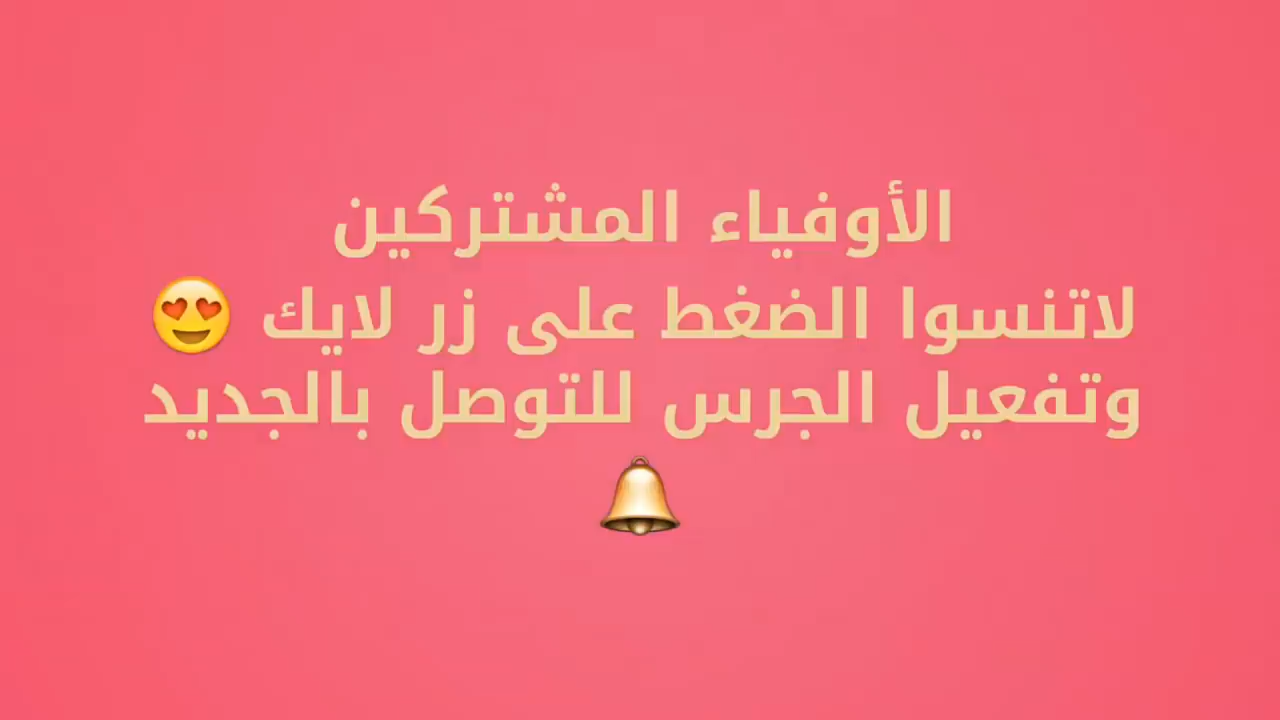 الأوفياء المشتركين
لاتنسوا الضغط على زر لايك 😍
وتفعيل الجرس للتوصل بالجديد
🔔